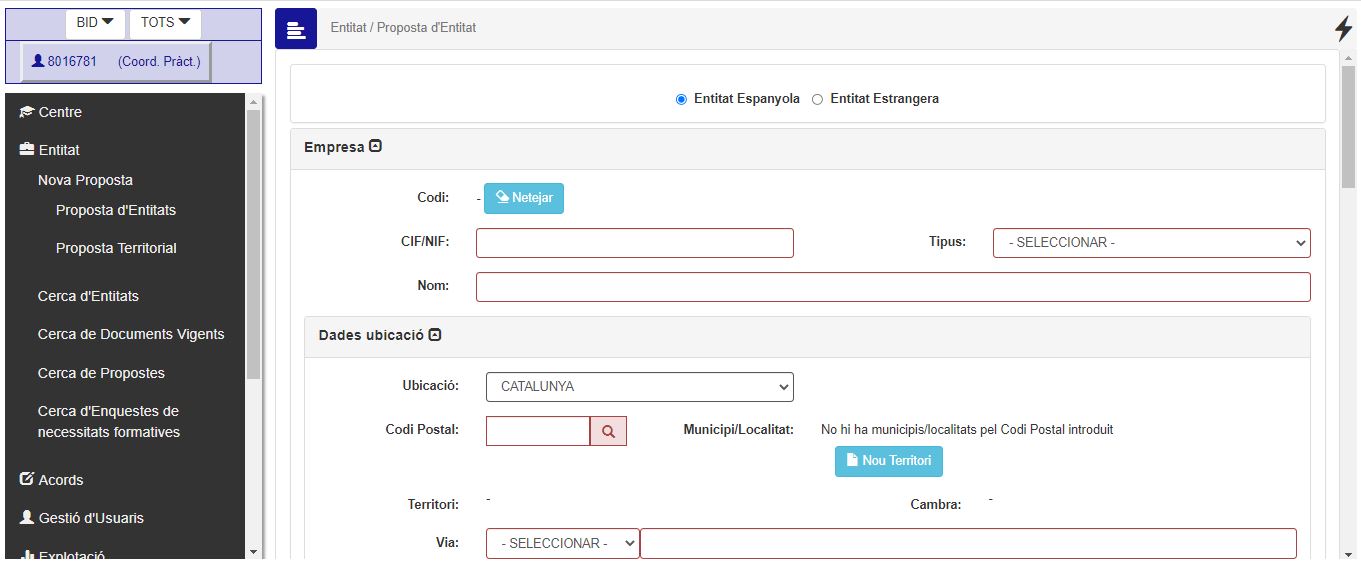 BID TOTS
8016781 (Coord. Pràct.)
Entitat / Proposta d'Entitat
Centre
Entitat
Nova Proposta
Proposta d'Entitats
Proposta Territorial
Cerca d'Entitats
Cerca de Documents Vigents
Cerca de Propostes
Cerca d'Enquestes de
necessitats formatives
Acords
Gestió d'Usuaris
Explotació
Entitat Espanyola Entitat Estrangera
Empresa
Codi: - Netejar
CIF/NIF: Tipus: - SELECCIONAR -
Nom:
Dades ubicació
Ubicació: CATALUNYA
Codi Postal: Municipi/Localitat: No hi ha municipis/localitats pel Codi Postal introduit
Nou Territori
Territori: - Cambra: -
Via: - SELECCIONAR -